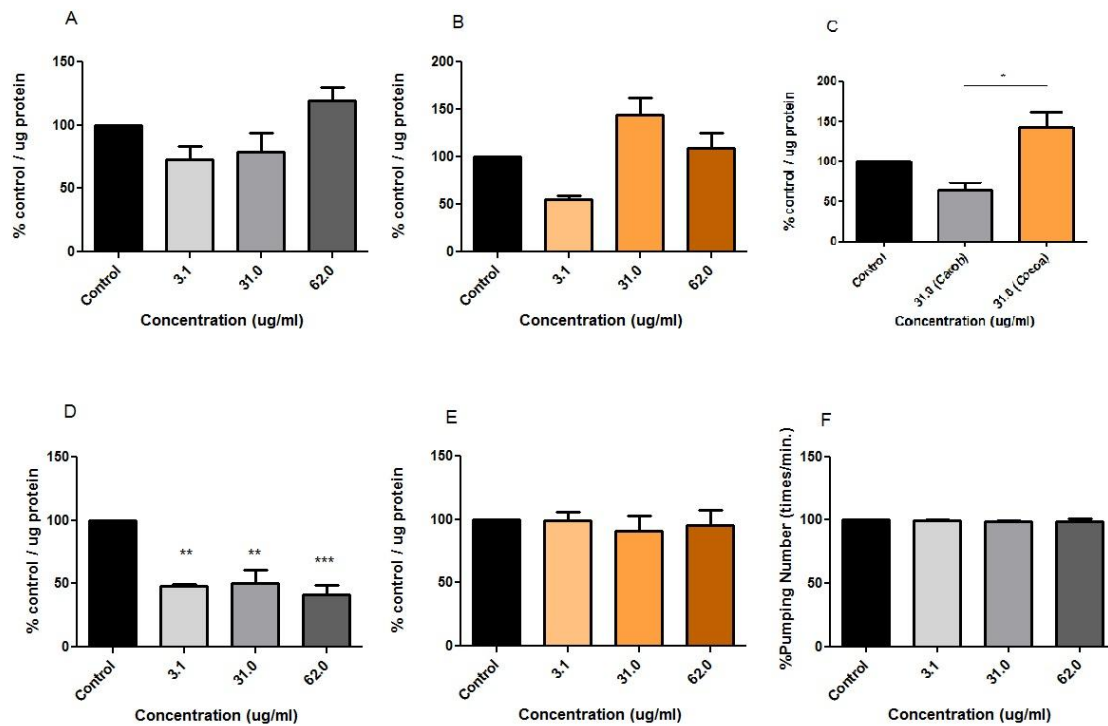 A
% control / ug protein
150
100
50
0
Control
3.1
31.0
62.0
Concentration (ug/ml)
B
% control / ug protein
200
150
100
50
0
Control
3.1
31.0
62.0
Concentration (ug/ml)
C
% control / ug protein
200
150
100
50
0
*
Control
31.0 (Carob)
31.0 (Cocoa)
Concentration (ug/ml)
D
% control / ug protein
150
100
50
0
**
**
***
Control
3.1
31.0
62.0
Concentration (ug/ml)
E
% control / ug protein
150
100
50
0
Control
3.1
31.0
62.0
Concentration (ug/ml)
F
%Pumping Number (times/min.)
150
100
50
0
Control
3.1
31.0
62.0
Concentration (ug/ml)